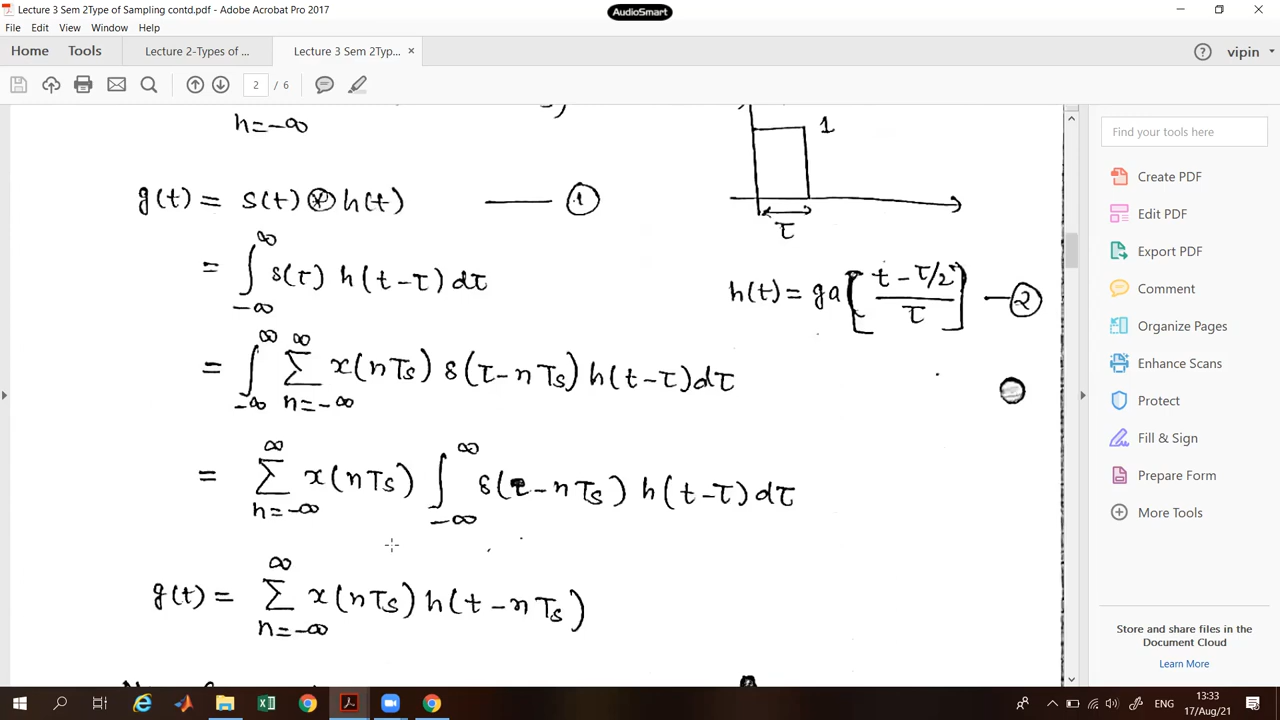 Lecture 3 Sem 2Type of Sampling contd.pdf - Adobe Acrobat Pro 2017
AudioSmart
File Edit View Window Help
Home Tools Lecture 2-Types of ... Lecture 3 Sem 2Typ... ×
vipin
2 / 6
n=-∞
1
g(t) = s(t) ⊛ h(t) —— ①
τ
= ∫_{-∞}^{∞} s(τ) h(t-τ) dτ
h(t) = ga[(t-τ/2)/τ] —②
= ∫_{-∞}^{∞} ∑_{n=-∞}^{∞} x(nTs) δ(τ-nTs) h(t-τ) dτ
= ∑_{n=-∞}^{∞} x(nTs) ∫_{-∞}^{∞} δ(τ-nTs) h(t-τ) dτ
g(t) = ∑_{n=-∞}^{∞} x(nTs) h(t-nTs)
Find your tools here
Create PDF
Edit PDF
Export PDF
Comment
Organize Pages
Enhance Scans
Protect
Fill & Sign
Prepare Form
More Tools
Store and share files in the
Document Cloud
Learn More
ENG
13:33
17/Aug/21